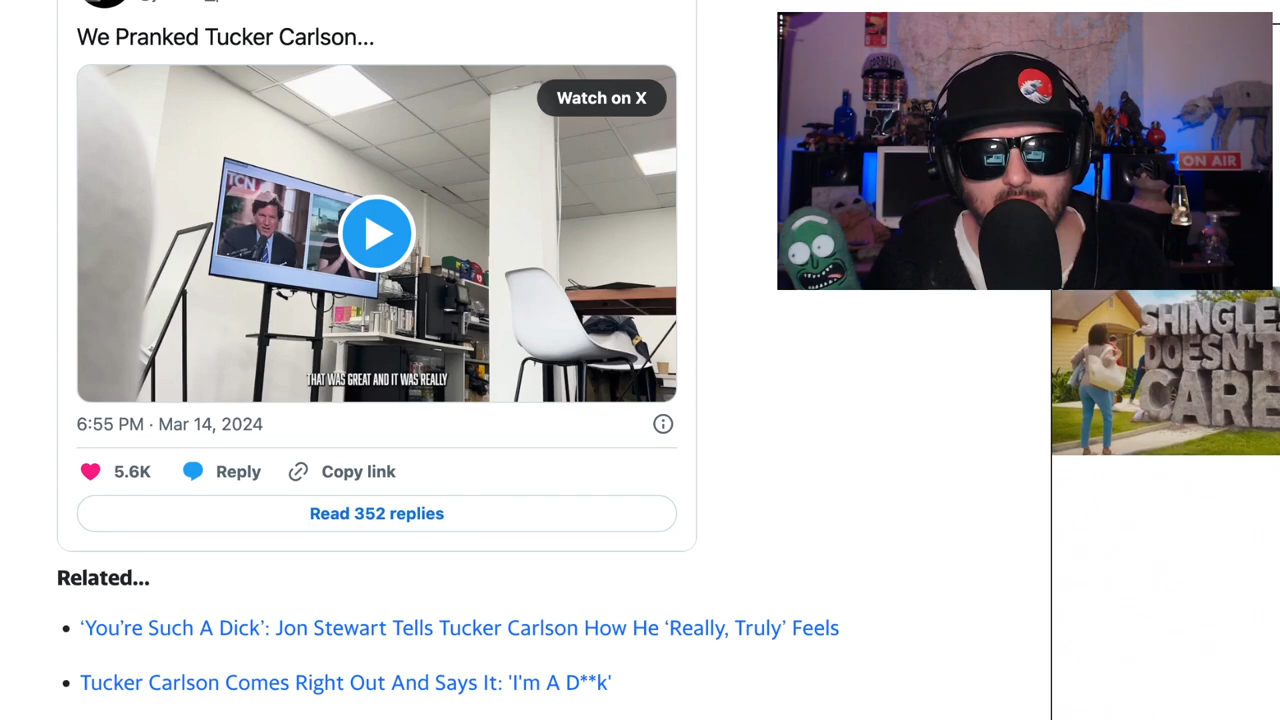 We Pranked Tucker Carlson...
Watch on X
TCN
THAT WAS GREAT AND IT WAS REALLY
6:55 PM · Mar 14, 2024
5.6K
Reply
Copy link
Read 352 replies
Related...
• ‘You’re Such A Dick’: Jon Stewart Tells Tucker Carlson How He ‘Really, Truly’ Feels
• Tucker Carlson Comes Right Out And Says It: 'I'm A D**k'
ON AIR
SHINGLE
DOESN'T
CARE